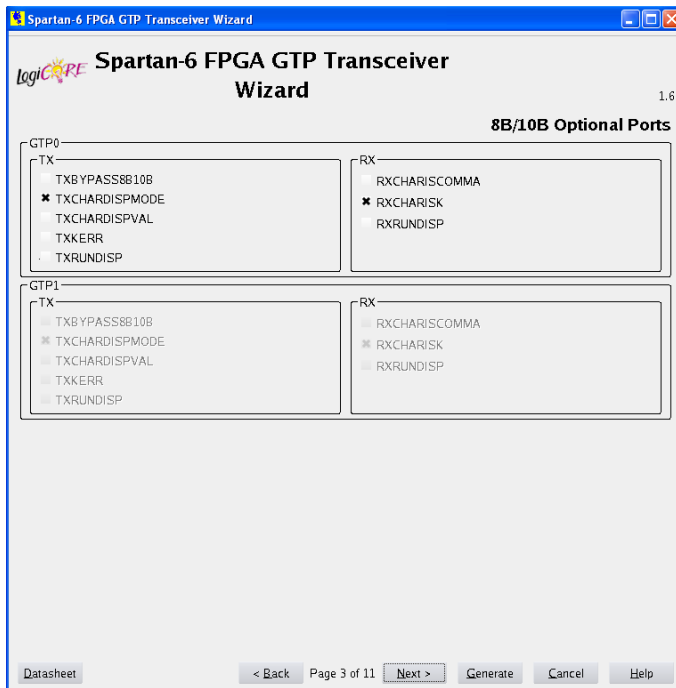 Spartan-6 FPGA GTP Transceiver Wizard
LogiCORE
Spartan-6 FPGA GTP Transceiver
Wizard
1.6
8B/10B Optional Ports
GTP0
TX
TXBYPASS8B10B
TXCHARDISPMODE
TXCHARDISPVAL
TXKERR
TXRUNDISP
RX
RXCHARISCOMMA
RXCHARISK
RXRUNDISP
GTP1
TX
TXBYPASS8B10B
TXCHARDISPMODE
TXCHARDISPVAL
TXKERR
TXRUNDISP
RX
RXCHARISCOMMA
RXCHARISK
RXRUNDISP
Datasheet < Back Page 3 of 11 Next > Generate Cancel Help